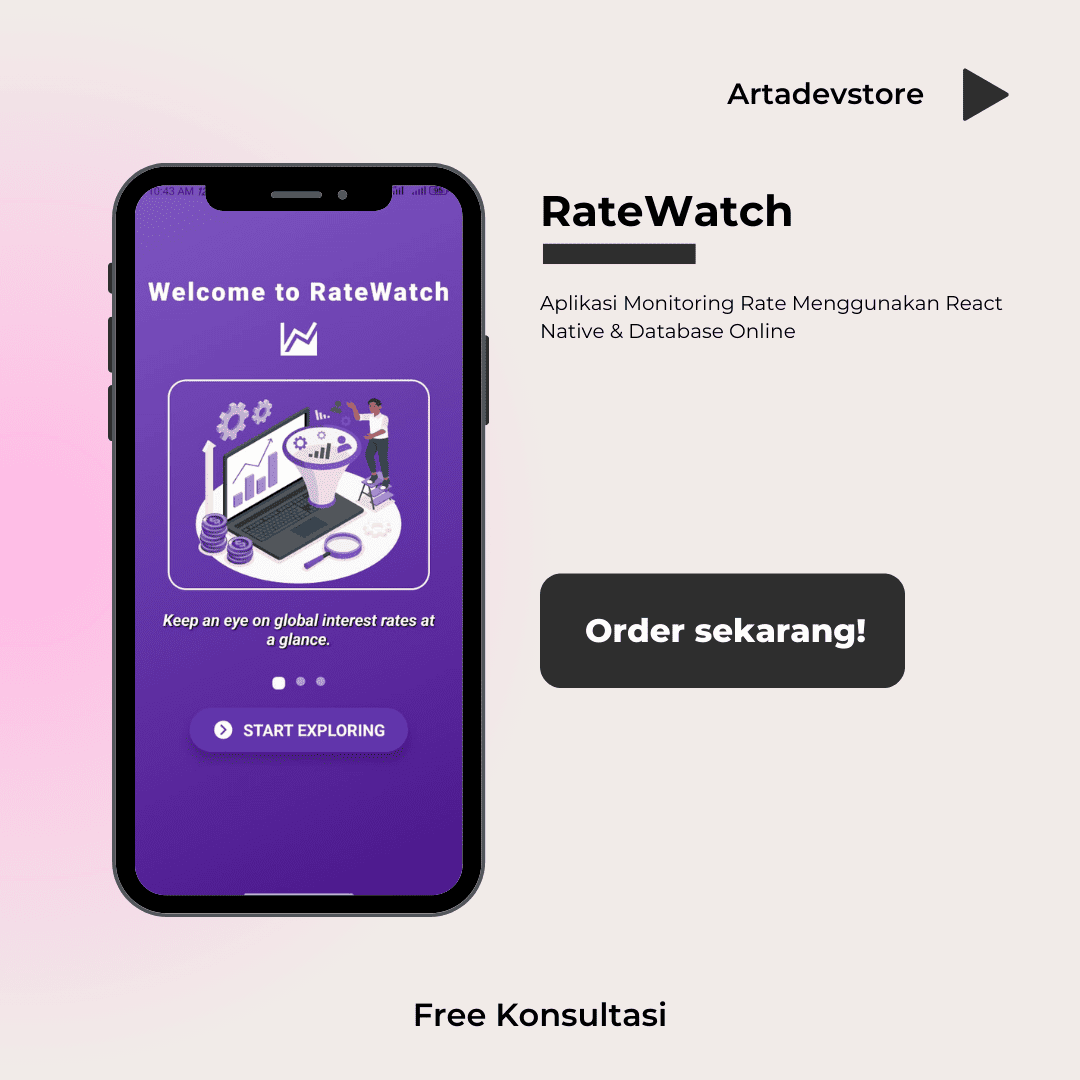 Artadevstore
RateWatch
Aplikasi Monitoring Rate Menggunakan React
Native & Database Online
10:43 AM
Welcome to RateWatch
Keep an eye on global interest rates at
a glance.
START EXPLORING
Order sekarang!
Free Konsultasi